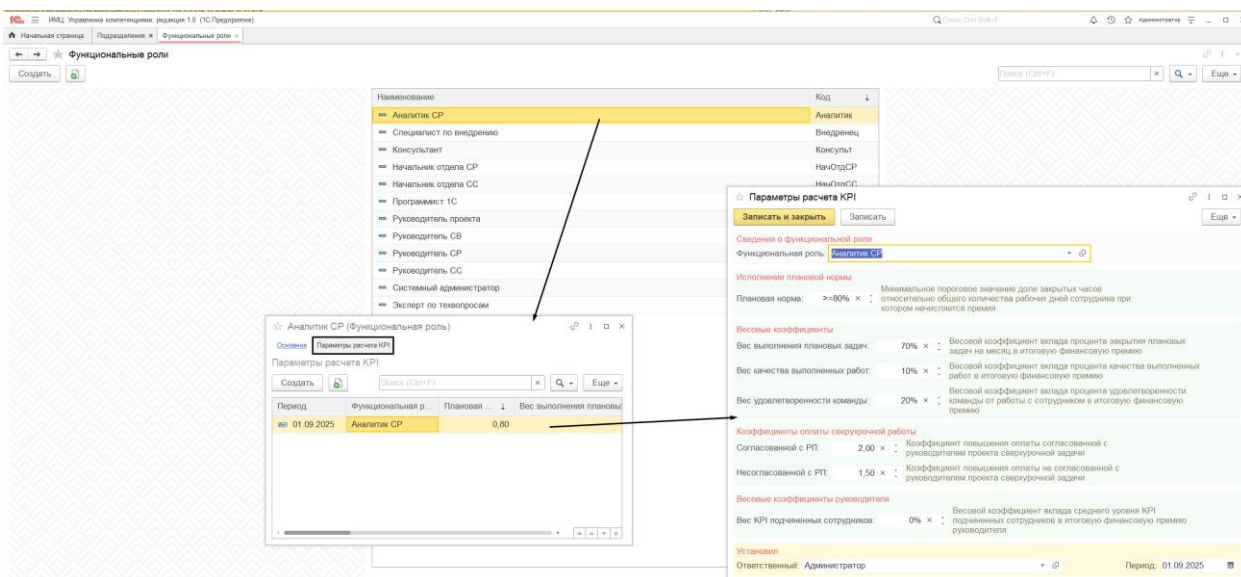 1С ИМЦ: Управление компетенциями, редакция 1.0 (1С:Предприятие)
Поиск Ctrl+Shift+F
Администратор
Начальная страница Подразделения × Функциональные роли ×
Функциональные роли
Создать
Поиск (Ctrl+F) × Еще
Наименование Код ↓
Аналитик СР Аналитик
Специалист по внедрению Внедренец
Консультант Консульт
Начальник отдела СР НачОтдСР
Начальник отдела СС НачОтдСС
Программист 1С
Руководитель проекта
Руководитель СВ
Руководитель СР
Руководитель СС
Системный администратор
Эксперт по техвопросам
Аналитик СР (Функциональная роль)
Основное Параметры расчета KPI
Параметры расчета KPI
Создать Поиск (Ctrl+F) × Еще
Период Функциональная р... Плановая ... ↓ Вес выполнения плановых
01.09.2025 Аналитик СР 0,80
Параметры расчета KPI
Записать и закрыть Записать Еще
Сведения о функциональной роли
Функциональная роль: Аналитик СР
Исполнение плановой нормы
Плановая норма: >=80% × Минимальное пороговое значение доли закрытых часов
относительно общего количества рабочих дней сотрудника при
котором начисляется премия
Весовые коэффициенты
Вес выполнения плановых задач: 70% × Весовой коэффициент вклада процента закрытия плановых
задач на месяц в итоговую финансовую премию
Вес качества выполненных работ: 10% × Весовой коэффициент вклада процента качества выполненных
работ в итоговую финансовую премию
Вес удовлетворенности команды: 20% × Весовой коэффициент вклада процента удовлетворенности
команды от работы с сотрудником в итоговую финансовую
премию
Коэффициенты оплаты сверхурочной работы
Согласованной с РП: 2,00 × Коэффициент повышения оплаты согласованной с
руководителем проекта сверхурочной задачи
Несогласованной с РП: 1,50 × Коэффициент повышения оплаты не согласованной с
руководителем проекта сверхурочной задачи
Весовые коэффициенты руководителя
Вес KPI подчиненных сотрудников: 0% × Весовой коэффициент вклада среднего уровня KPI
подчиненных сотрудников в итоговую финансовую премию
руководителя
Установил
Ответственный: Администратор Период: 01.09.2025